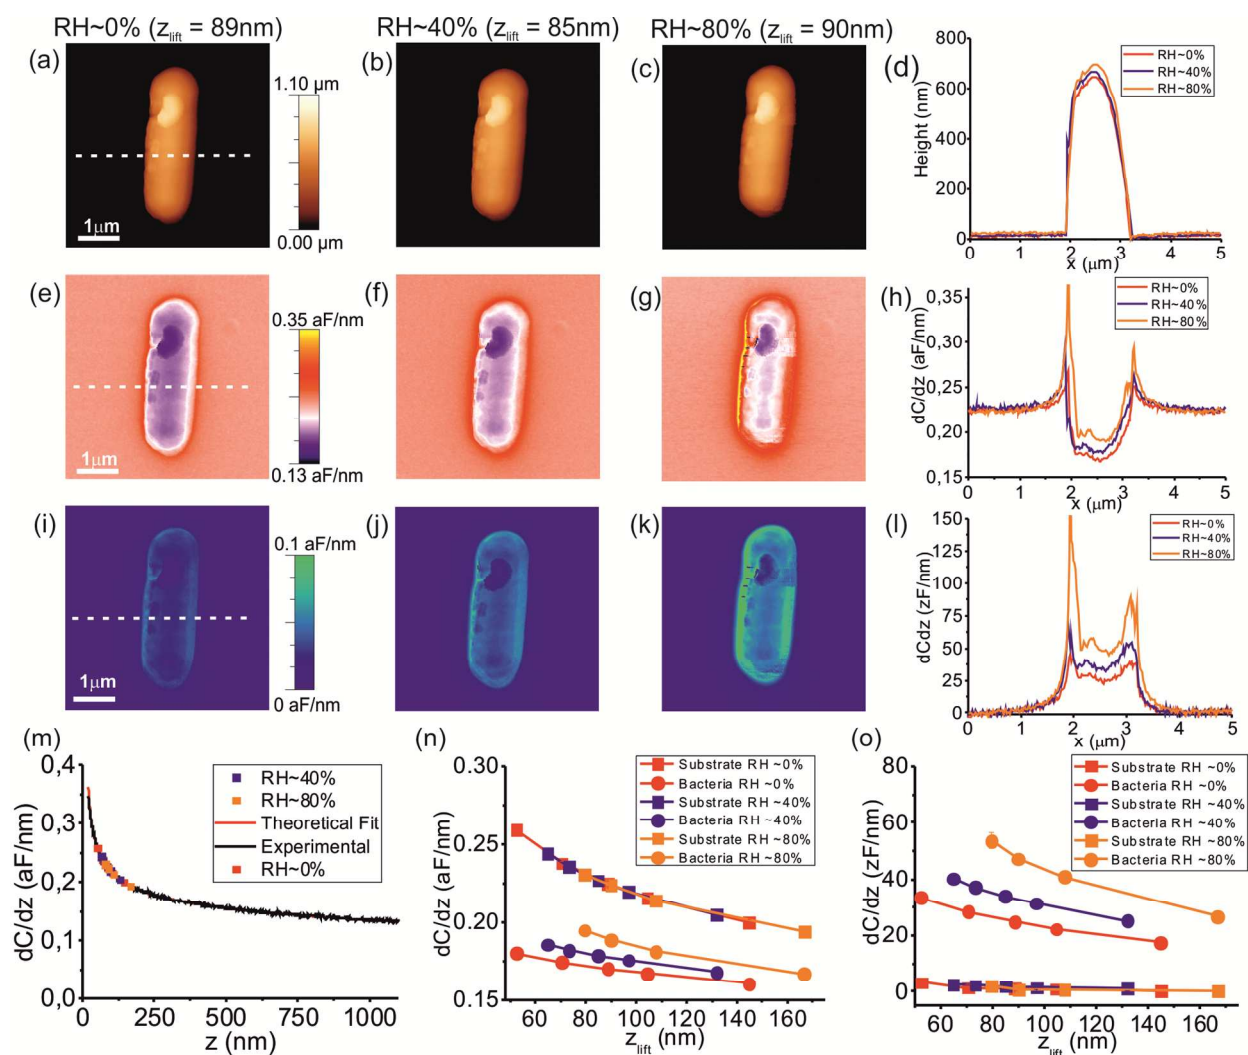 RH~0% (zlift = 89nm)
RH~40% (zlift = 85nm)
RH~80% (zlift = 90nm)
(a)
1.10 µm
0.00 µm
1µm
(b)
(c)
(d)
Height (nm)
800
600
400
200
0
RH~0%
RH~40%
RH~80%
0 1 2 3 4 5
x (µm)
(e)
0.35 aF/nm
0.13 aF/nm
1µm
(f)
(g)
(h)
dC/dz (aF/nm)
0,35
0,30
0,25
0,20
0,15
RH~0%
RH~40%
RH~80%
0 1 2 3 4 5
x (µm)
(i)
0.1 aF/nm
0 aF/nm
1µm
(j)
(k)
(l)
dCdz (zF/nm)
150
125
100
75
50
25
0
RH~0%
RH~40%
RH~80%
0 1 2 3 4 5
x (µm)
(m)
dC/dz (aF/nm)
0,4
0,3
0,2
0,1
0,0
RH~40%
RH~80%
Theoretical Fit
Experimental
RH~0%
0 250 500 750 1000
z (nm)
(n)
dC/dz (aF/nm)
0.30
0.25
0.20
0.15
Substrate RH ~0%
Bacteria RH ~0%
Substrate RH ~40%
Bacteria RH ~40%
Substrate RH ~80%
Bacteria RH ~80%
60 80 100 120 140 160
zlift (nm)
(o)
dC/dz (zF/nm)
80
60
40
20
0
Substrate RH ~0%
Bacteria RH ~0%
Substrate RH ~40%
Bacteria RH ~40%
Substrate RH ~80%
Bacteria RH ~80%
60 80 100 120 140 160
zlift (nm)